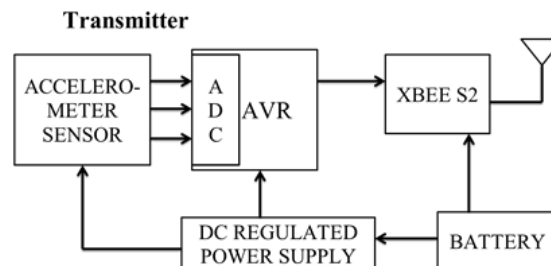 Transmitter
ACCELERO-
METER
SENSOR
A
D
C
AVR
XBEE S2
DC REGULATED
POWER SUPPLY
BATTERY